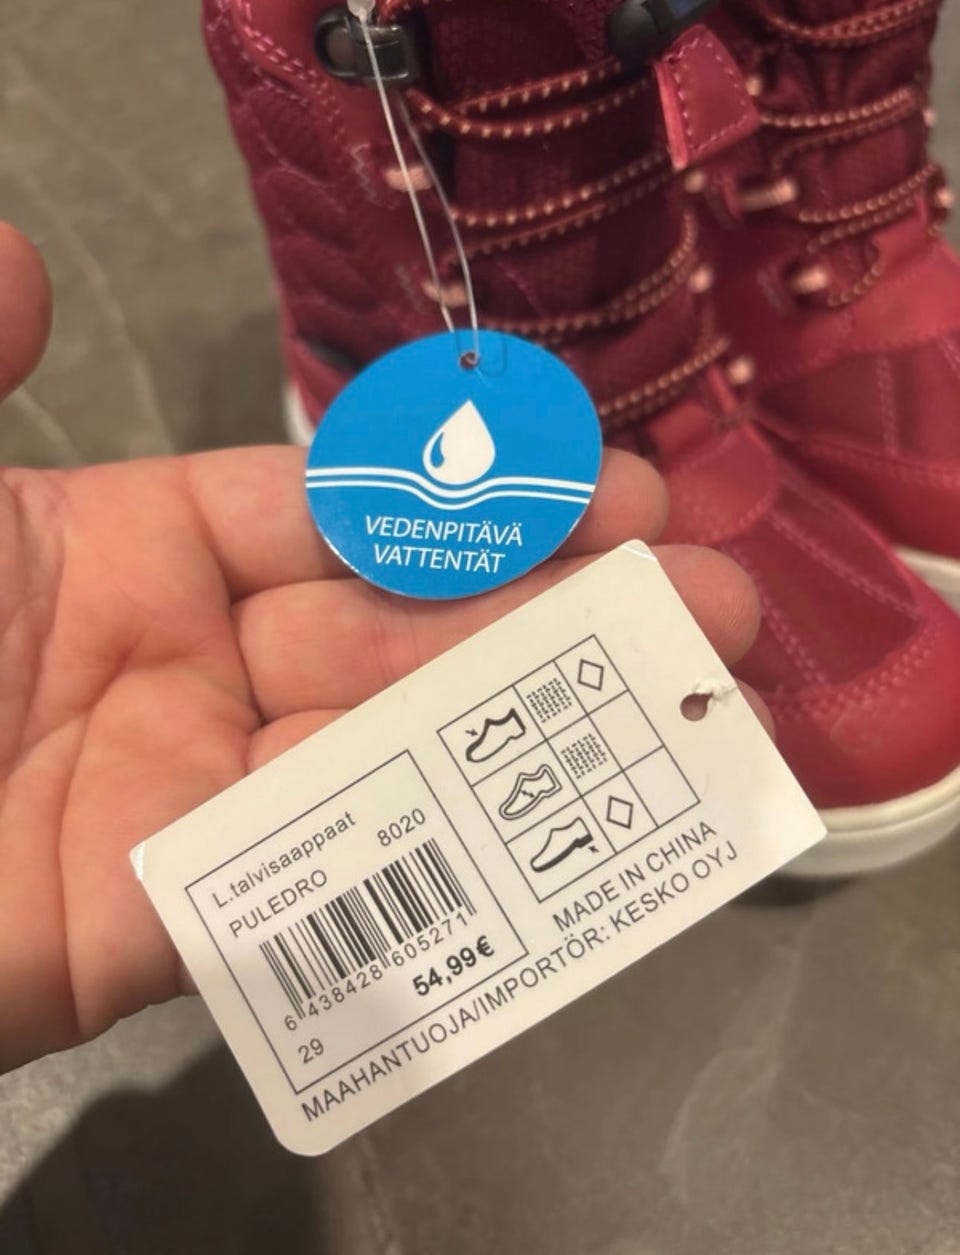 VEDENPITÄVÄ
VATTENTÄT
L.talvisaappaat
PULEDRO 8020
6 438428 605271
54,99€
29
MADE IN CHINA
MAAHANTUOJA/IMPORTÖR: KESKO OYJ